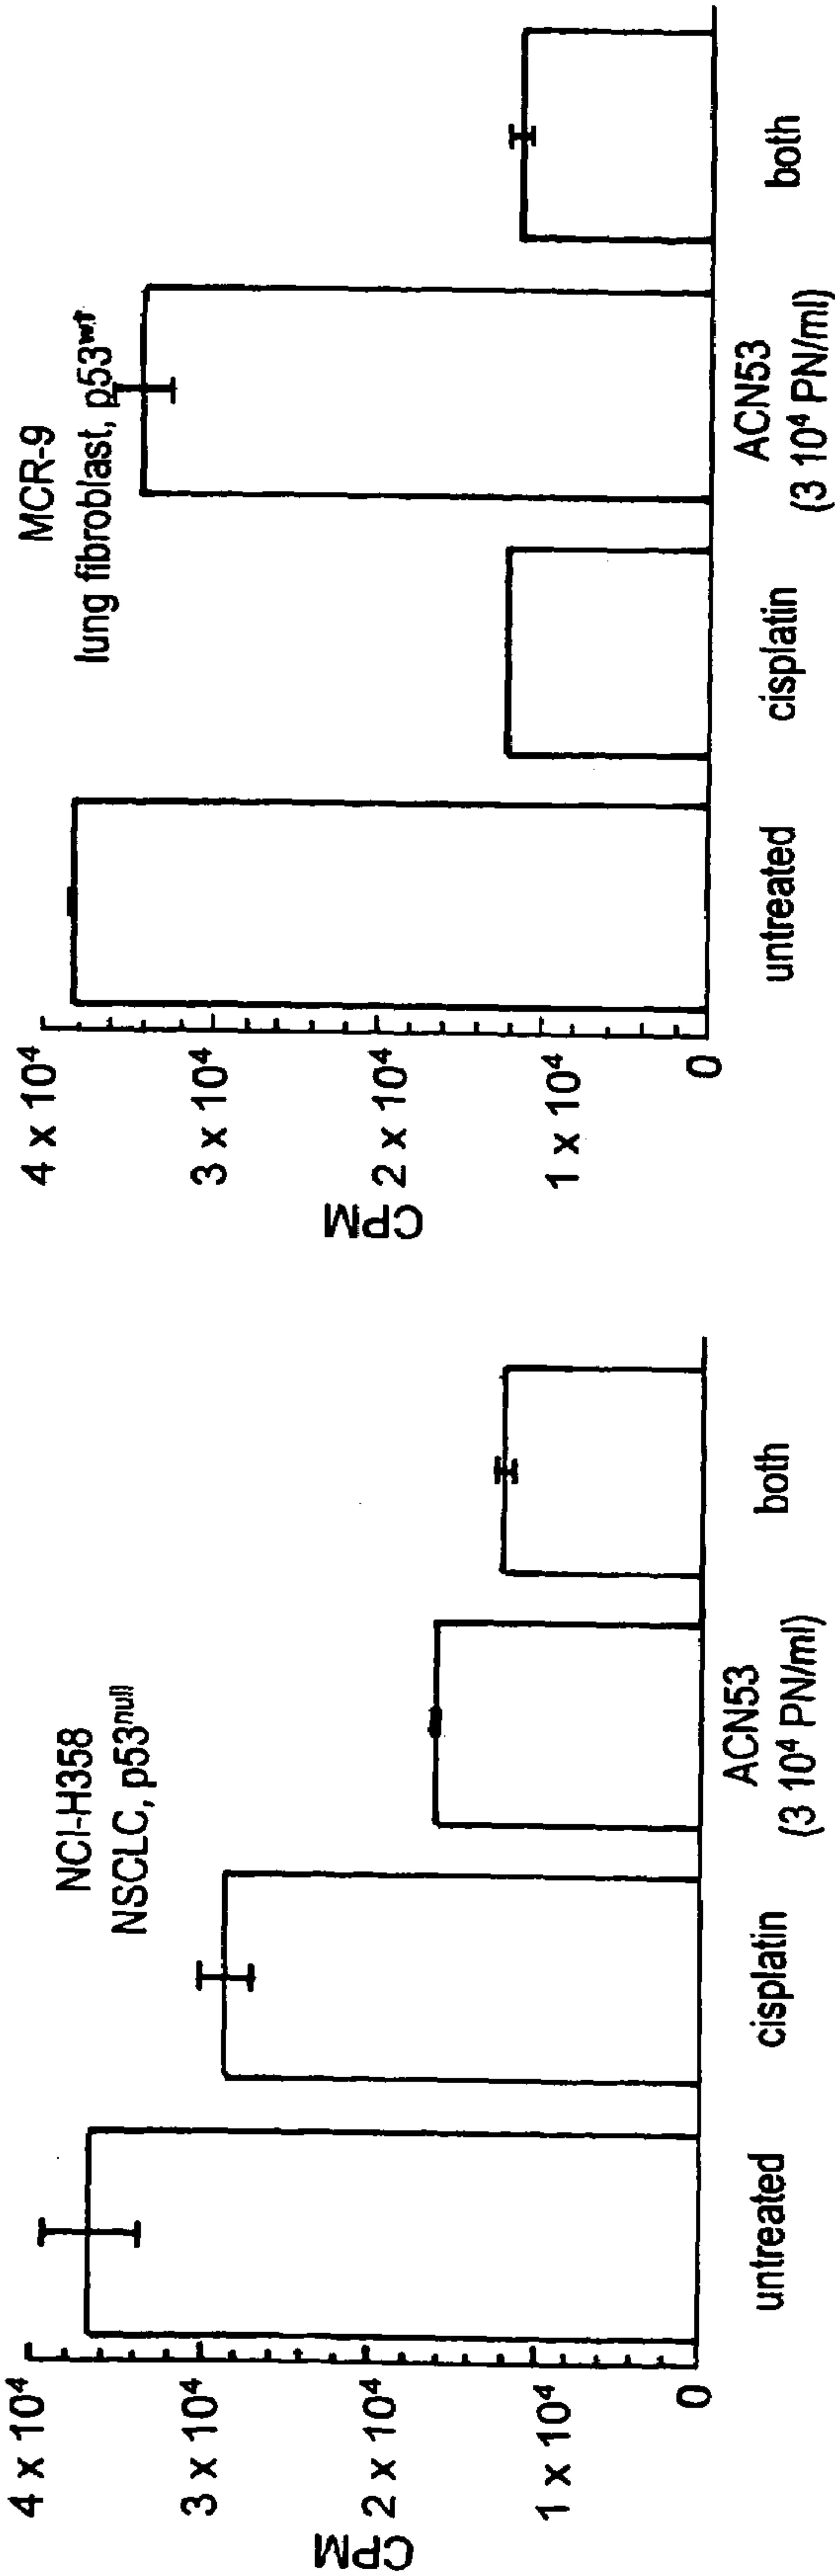 NCI-H358
NSCLC, p53null
CPM
4 x 10⁴
3 x 10⁴
2 x 10⁴
1 x 10⁴
0
untreated
cisplatin
ACN53
(3 10⁴ PN/ml)
both
MCR-9
lung fibroblast, p53wt
CPM
4 x 10⁴
3 x 10⁴
2 x 10⁴
1 x 10⁴
0
untreated
cisplatin
ACN53
(3 10⁴ PN/ml)
both